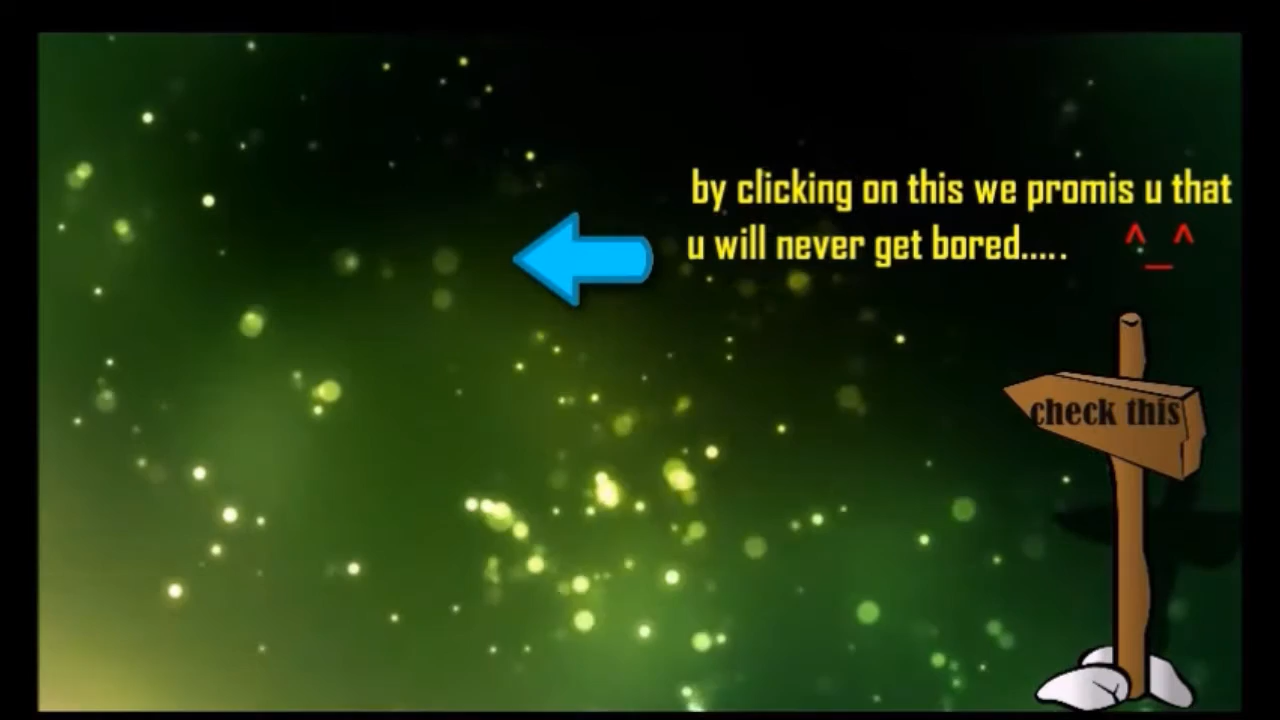 by clicking on this we promis u that
u will never get bored.....
^_^
check this